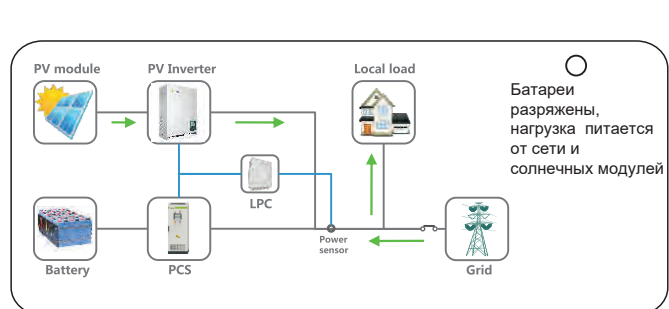 PV module
PV Inverter
Local load
Батареи
разряжены,
нагрузка питается
от сети и
солнечных модулей
LPC
Power
sensor
Battery
PCS
Grid